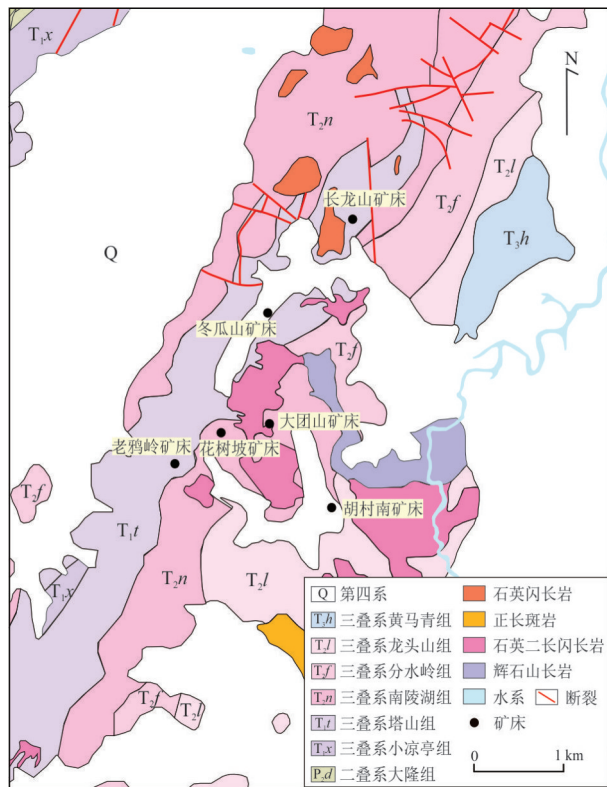 T₁x
N
T₂n
T₂l
长龙山矿床
T₂f
T₃h
Q
冬瓜山矿床
T₂f
大团山矿床
老鸦岭矿床
花树坡矿床
T₂f
胡村南矿床
T₁t
T₁x
T₂n
T₂l
T₂f
T₂l
Q 第四系
T₃h 三叠系黄马青组
T₂l 三叠系龙头山组
T₂f 三叠系分水岭组
T₂n 三叠系南陵湖组
T₁t 三叠系塔山组
T₁x 三叠系小凉亭组
P₂d 二叠系大隆组
石英闪长岩
正长斑岩
石英二长闪长岩
辉石山长岩
水系 断裂
矿床
0 1 km